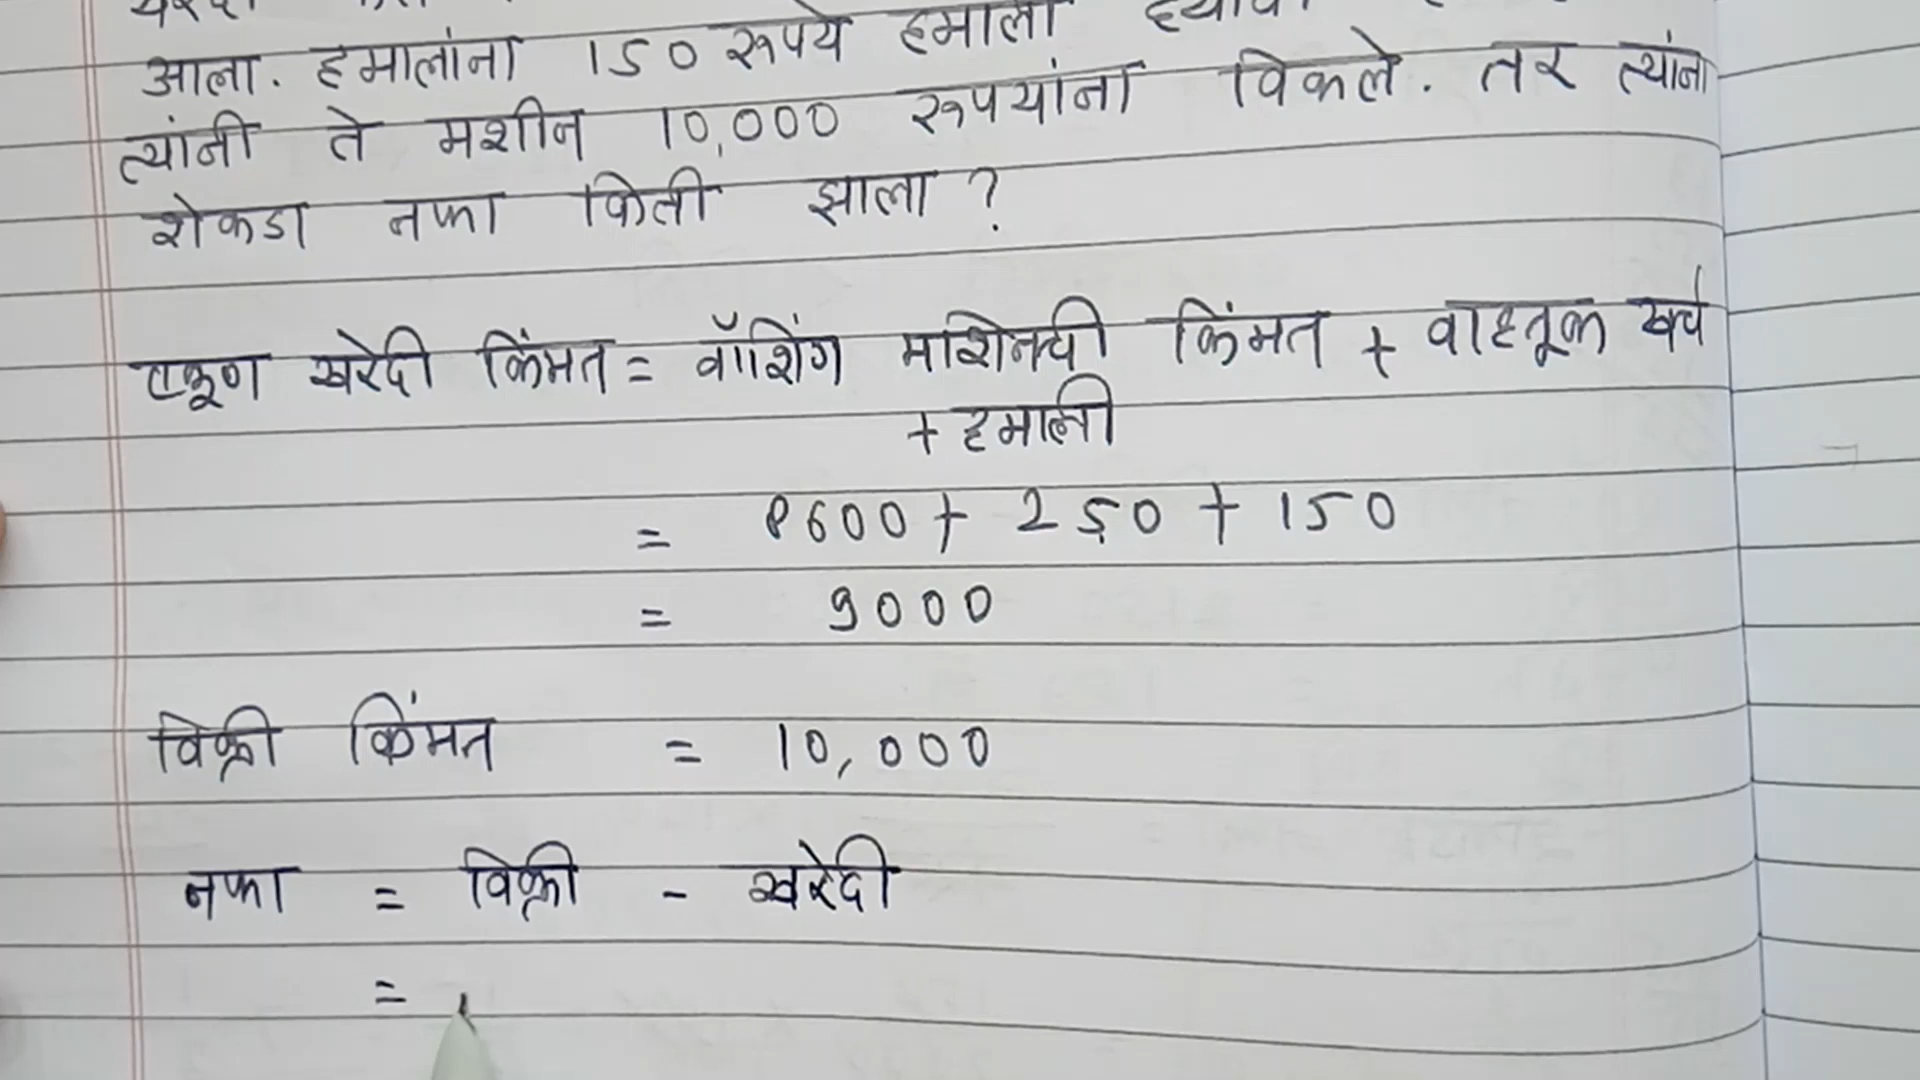 आला. हमालांना 150 रूपये हमाली
त्यांनी ते मशीन 10,000 रूपयांना विकले. तर त्यांना
शेकडा नफा किती झाला ?
एकूण खरेदी किंमत = वॉशिंग मशिनची किंमत + वाहतूक खर्च
+ हमाली
= 8600 + 250 + 150
= 9000
विक्री किंमत = 10,000
नफा = विक्री - खरेदी
=